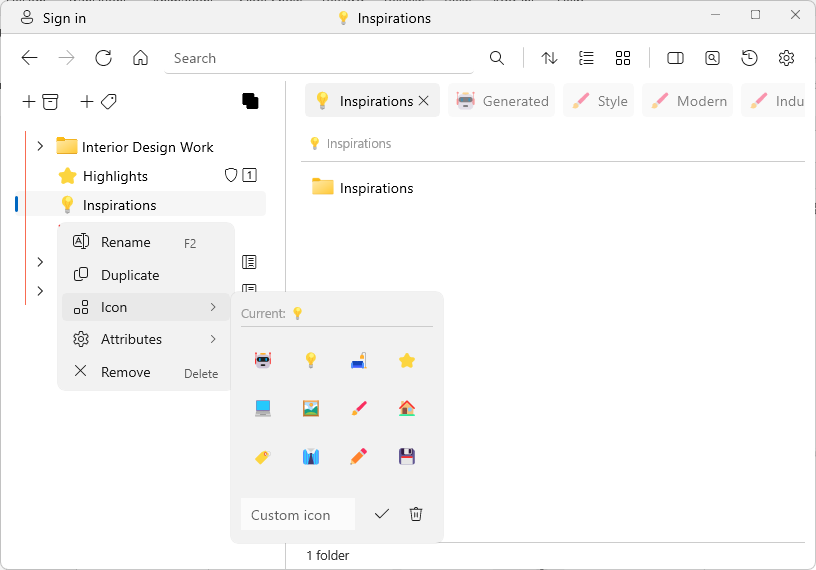 Sign in
Inspirations
Search
Inspirations
Generated
Style
Modern
Indu
Inspirations
Interior Design Work
Highlights
1
Inspirations
Inspirations
Rename F2
Duplicate
Icon
Attributes
Remove Delete
Current:
Custom icon
1 folder